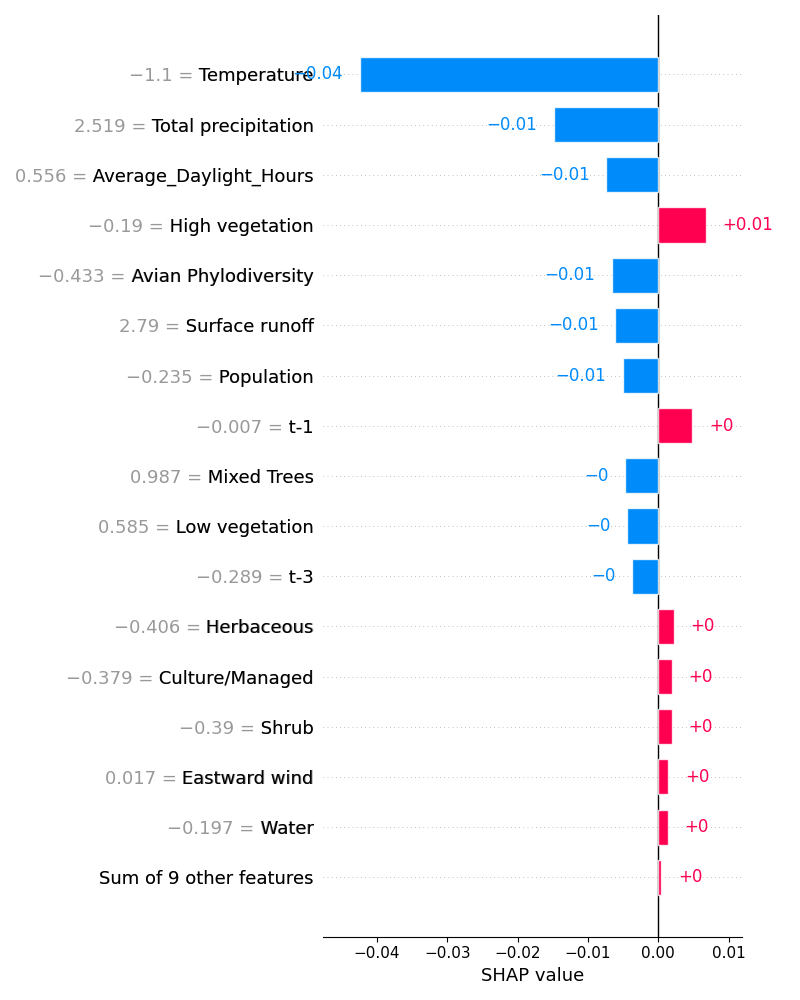 −1.1 = Temperature −0.04
2.519 = Total precipitation −0.01
0.556 = Average_Daylight_Hours −0.01
−0.19 = High vegetation +0.01
−0.433 = Avian Phylodiversity −0.01
2.79 = Surface runoff −0.01
−0.235 = Population −0.01
−0.007 = t-1 +0
0.987 = Mixed Trees −0
0.585 = Low vegetation −0
−0.289 = t-3 −0
−0.406 = Herbaceous +0
−0.379 = Culture/Managed +0
−0.39 = Shrub +0
0.017 = Eastward wind +0
−0.197 = Water +0
Sum of 9 other features +0
−0.04 −0.03 −0.02 −0.01 0.00 0.01
SHAP value